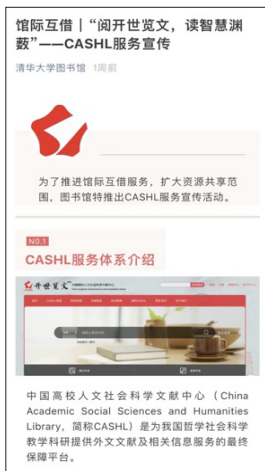 馆际互借｜“阅开世览文，读智慧渊
薮”——CASHL服务宣传
清华大学图书馆 1周前
为了推进馆际互借服务，扩大资源共享范
围，图书馆特推出CASHL服务宣传活动。
NO.1
CASHL服务体系介绍
开世览文
中国高校人文社会科学文献中心（China
Academic Social Sciences and Humanities
Library，简称CASHL）是为我国哲学社会科学
教学科研提供外文文献及相关信息服务的最终
保障平台。